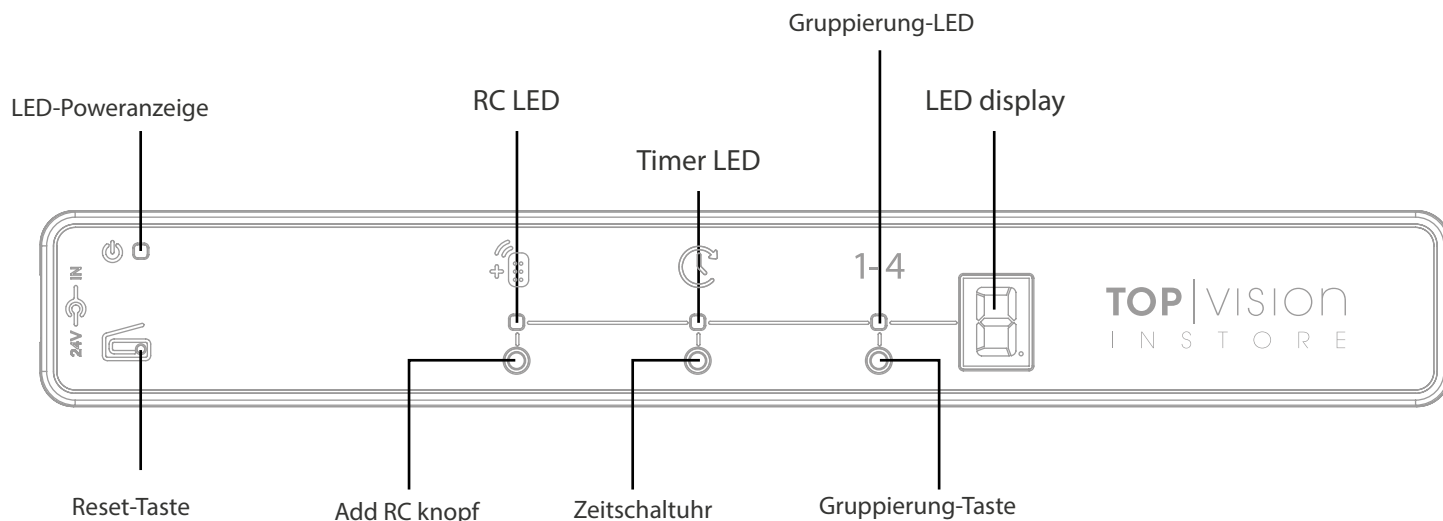 Gruppierung-LED
LED-Poweranzeige
RC LED
LED display
Timer LED
1-4
24V IN
TOP|VISION
INSTORE
Reset-Taste
Add RC knopf
Zeitschaltuhr
Gruppierung-Taste